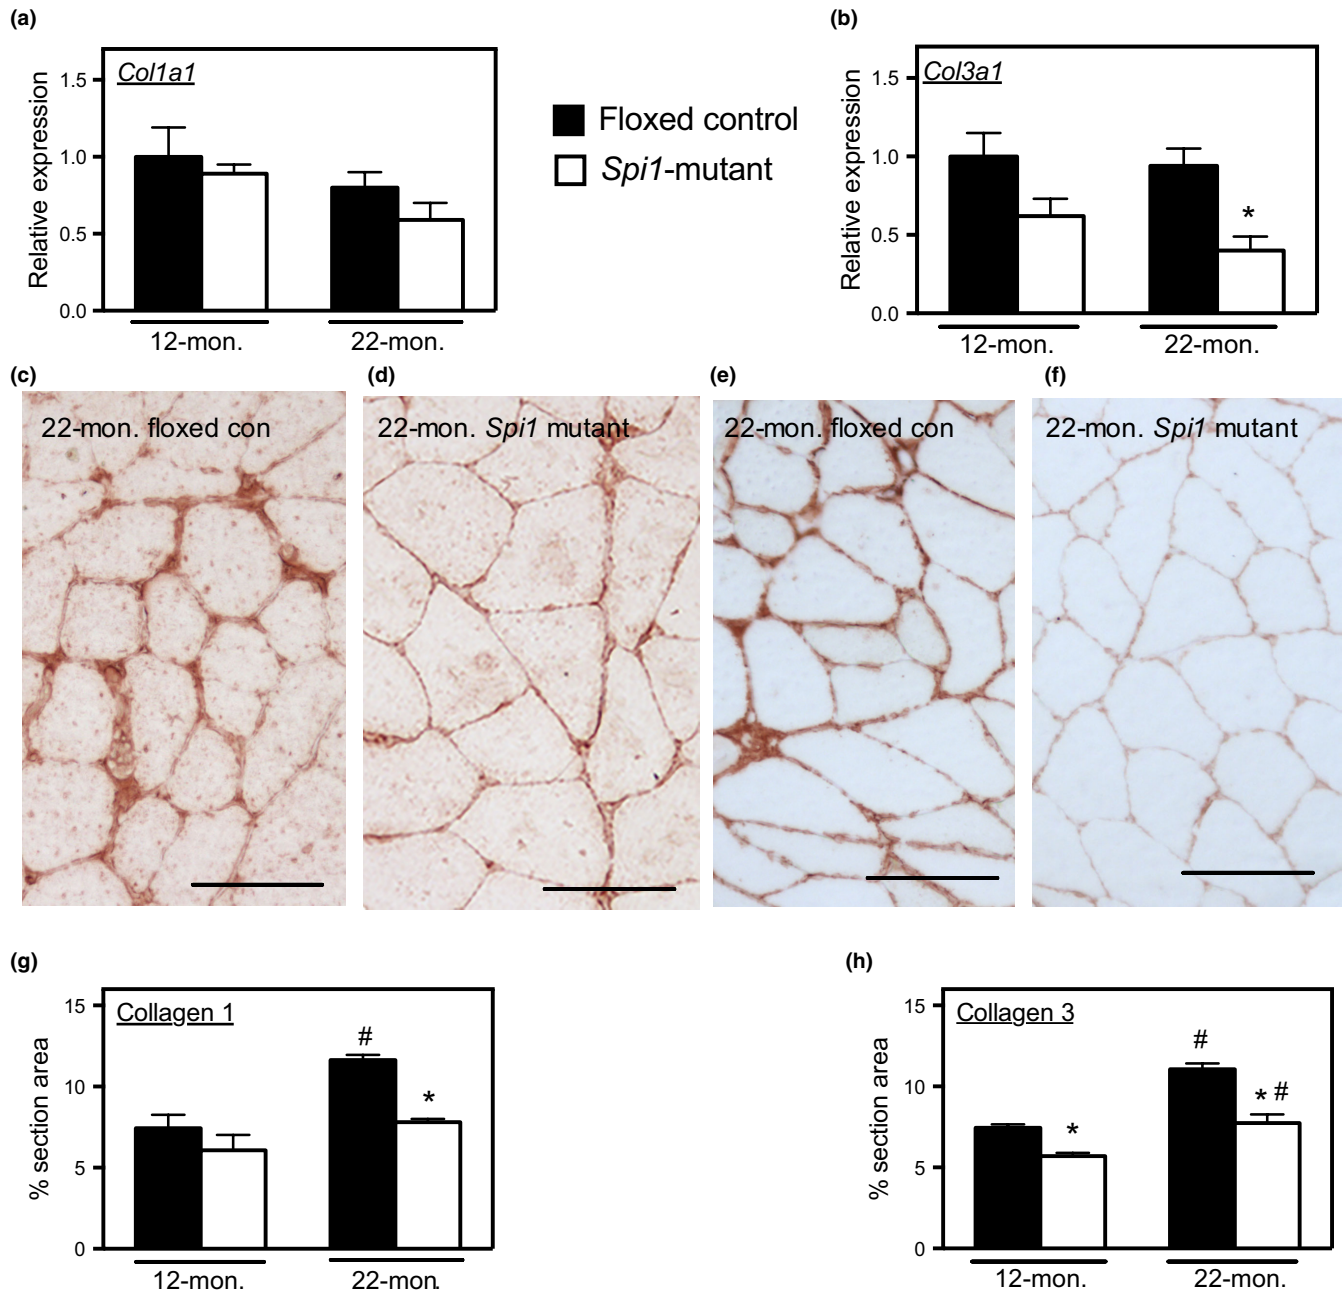 (a)
Col1a1
Relative expression
1.5
1.0
0.5
0.0
12-mon.
22-mon.
Floxed control
Spi1-mutant
(b)
Col3a1
Relative expression
1.5
1.0
0.5
0.0
*
12-mon.
22-mon.
(c)
22-mon. floxed con
(d)
22-mon. Spi1 mutant
(e)
22-mon. floxed con
(f)
22-mon. Spi1 mutant
(g)
Collagen 1
% section area
15
10
5
0
#
*
12-mon.
22-mon.
(h)
Collagen 3
% section area
15
10
5
0
*
#
* #
12-mon.
22-mon.